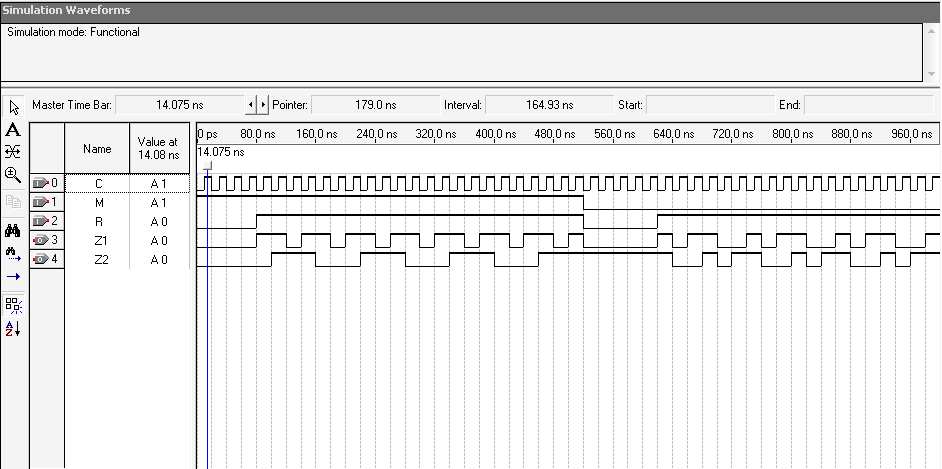 Simulation Waveforms
Simulation mode: Functional
Master Time Bar: 14.075 ns Pointer: 179.0 ns Interval: 164.93 ns Start: End:
Name Value at 14.08 ns 0 ps 80.0 ns 160.0 ns 240.0 ns 320.0 ns 400.0 ns 480.0 ns 560.0 ns 640.0 ns 720.0 ns 800.0 ns 880.0 ns 960.0 ns
14.075 ns
0 C A 1
1 M A 1
2 R A 0
3 Z1 A 0
4 Z2 A 0